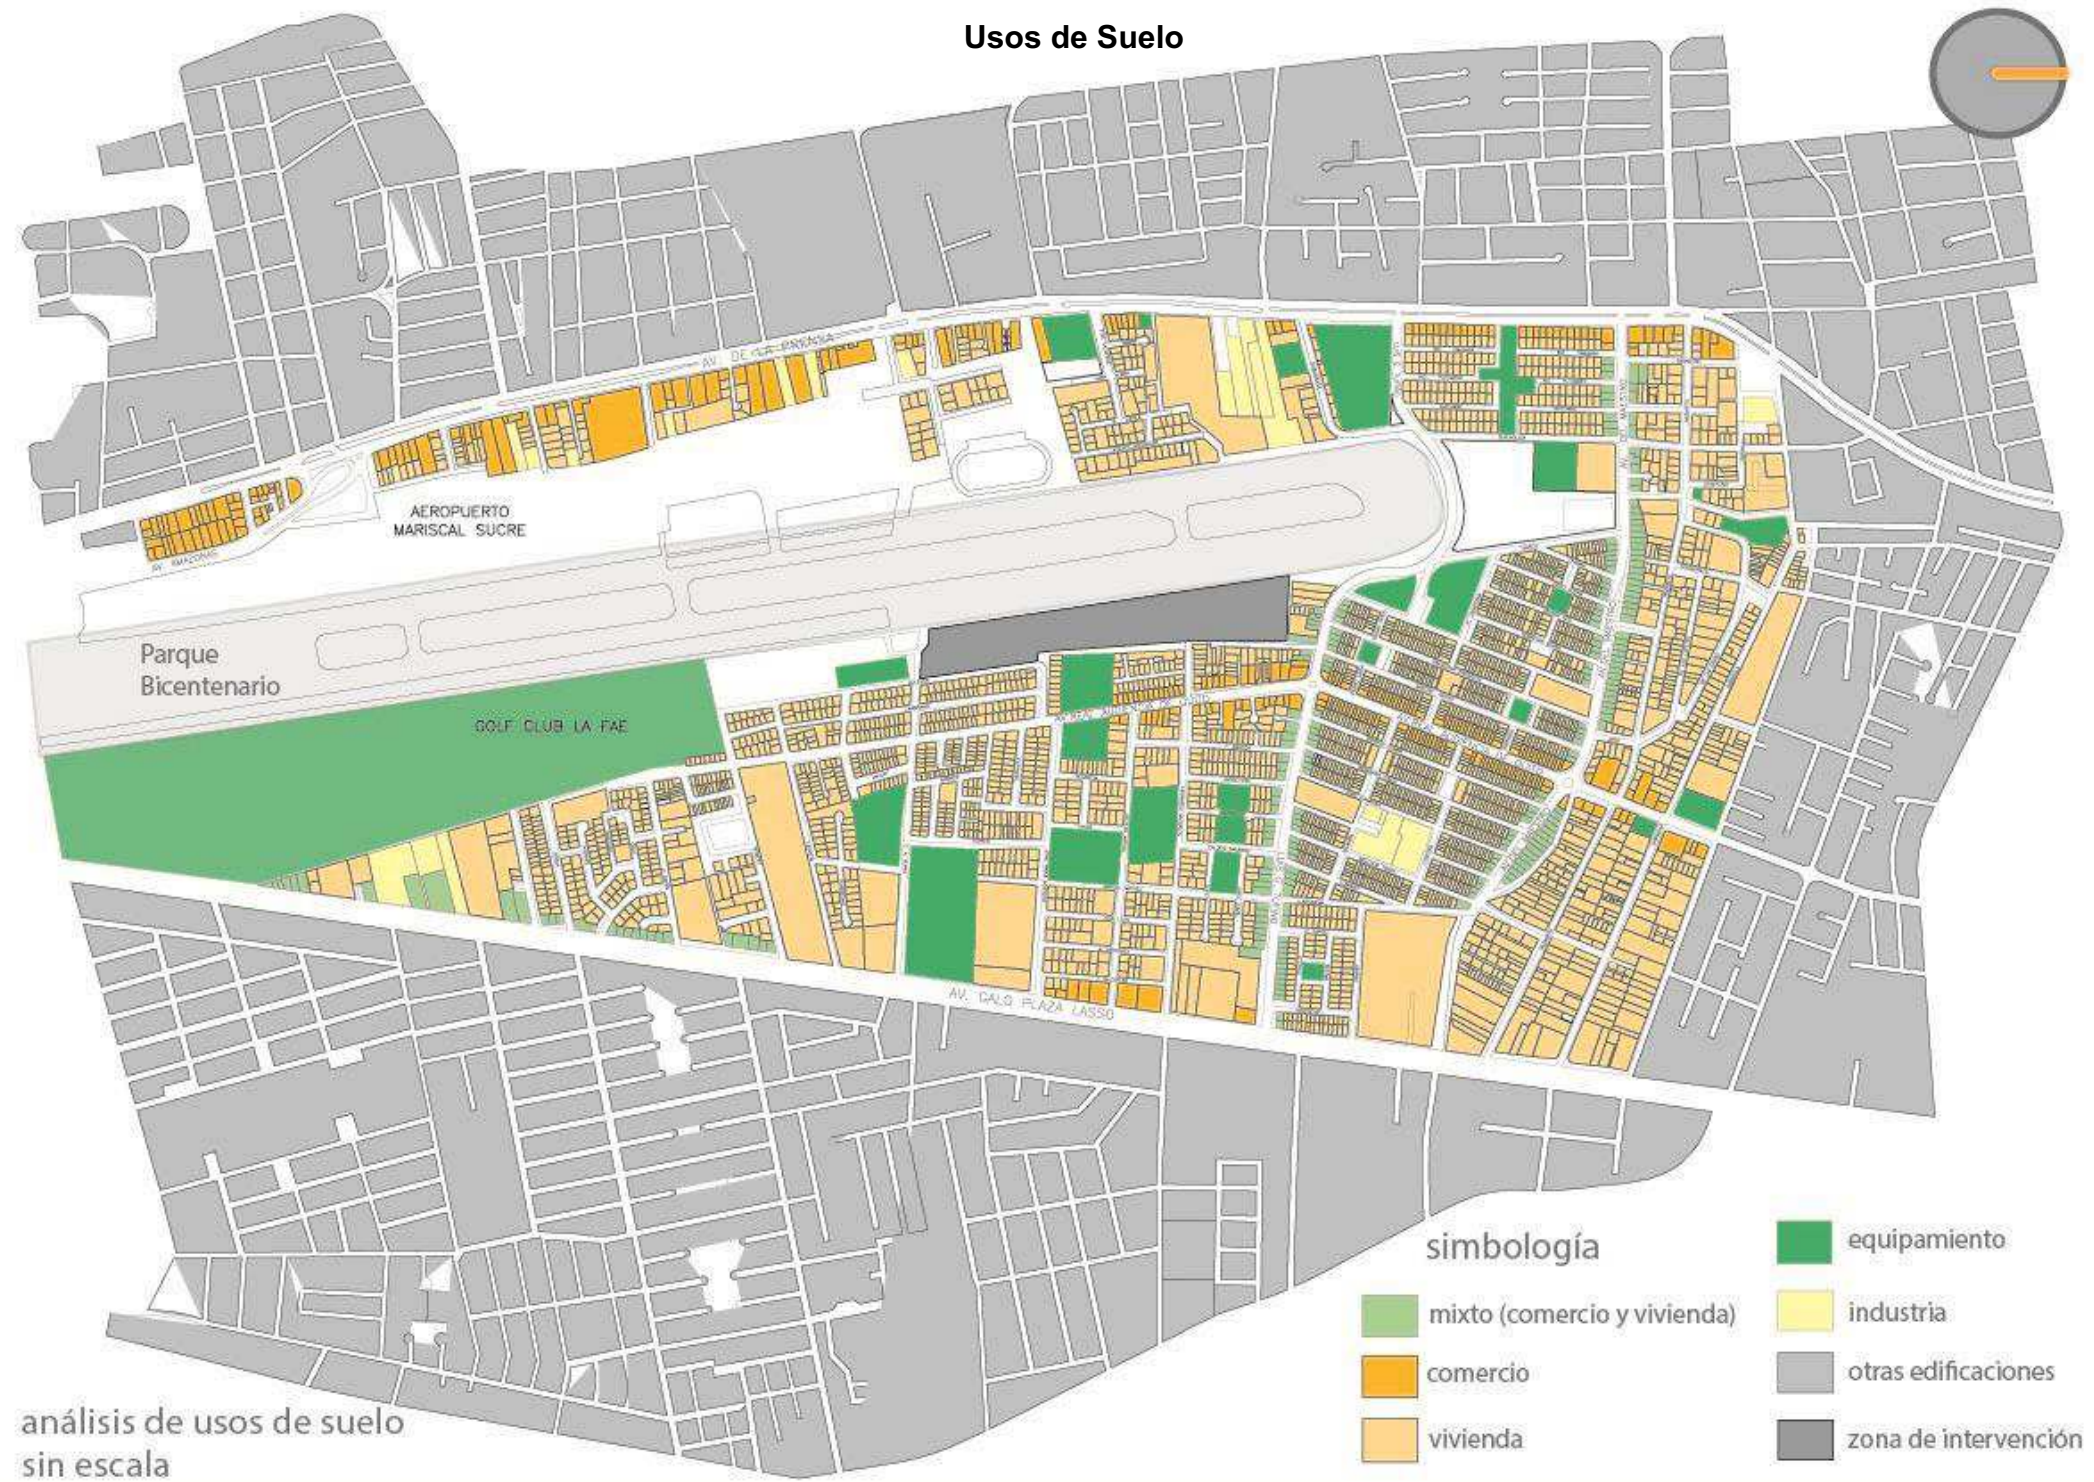 Usos de Suelo
AV. DE LA PRENSA
AEROPUERTO
MARISCAL SUCRE
AV. AMAZONAS
Parque
Bicentenario
GOLF CLUB LA FAE
AV. GALO PLAZA LASSO
simbología
mixto (comercio y vivienda)
comercio
vivienda
equipamiento
industria
otras edificaciones
zona de intervención
análisis de usos de suelo
sin escala